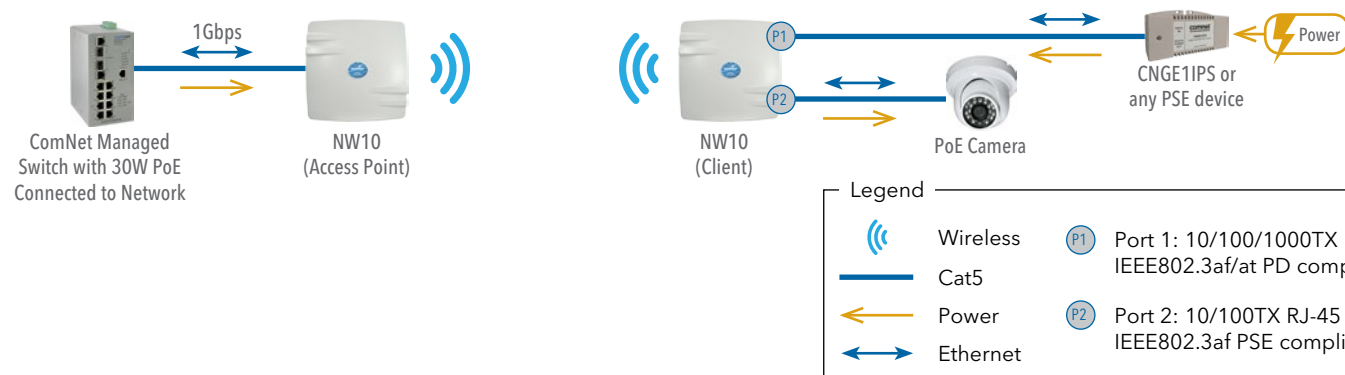 1Gbps
ComNet Managed
Switch with 30W PoE
Connected to Network
NW10
(Access Point)
P1
P2
NW10
(Client)
PoE Camera
comnet
CNGE1IPS or
any PSE device
Power
Legend
Wireless
Cat5
Power
Ethernet
P1 Port 1: 10/100/1000TX
IEEE802.3af/at PD comp
P2 Port 2: 10/100TX RJ-45
IEEE802.3af PSE compli